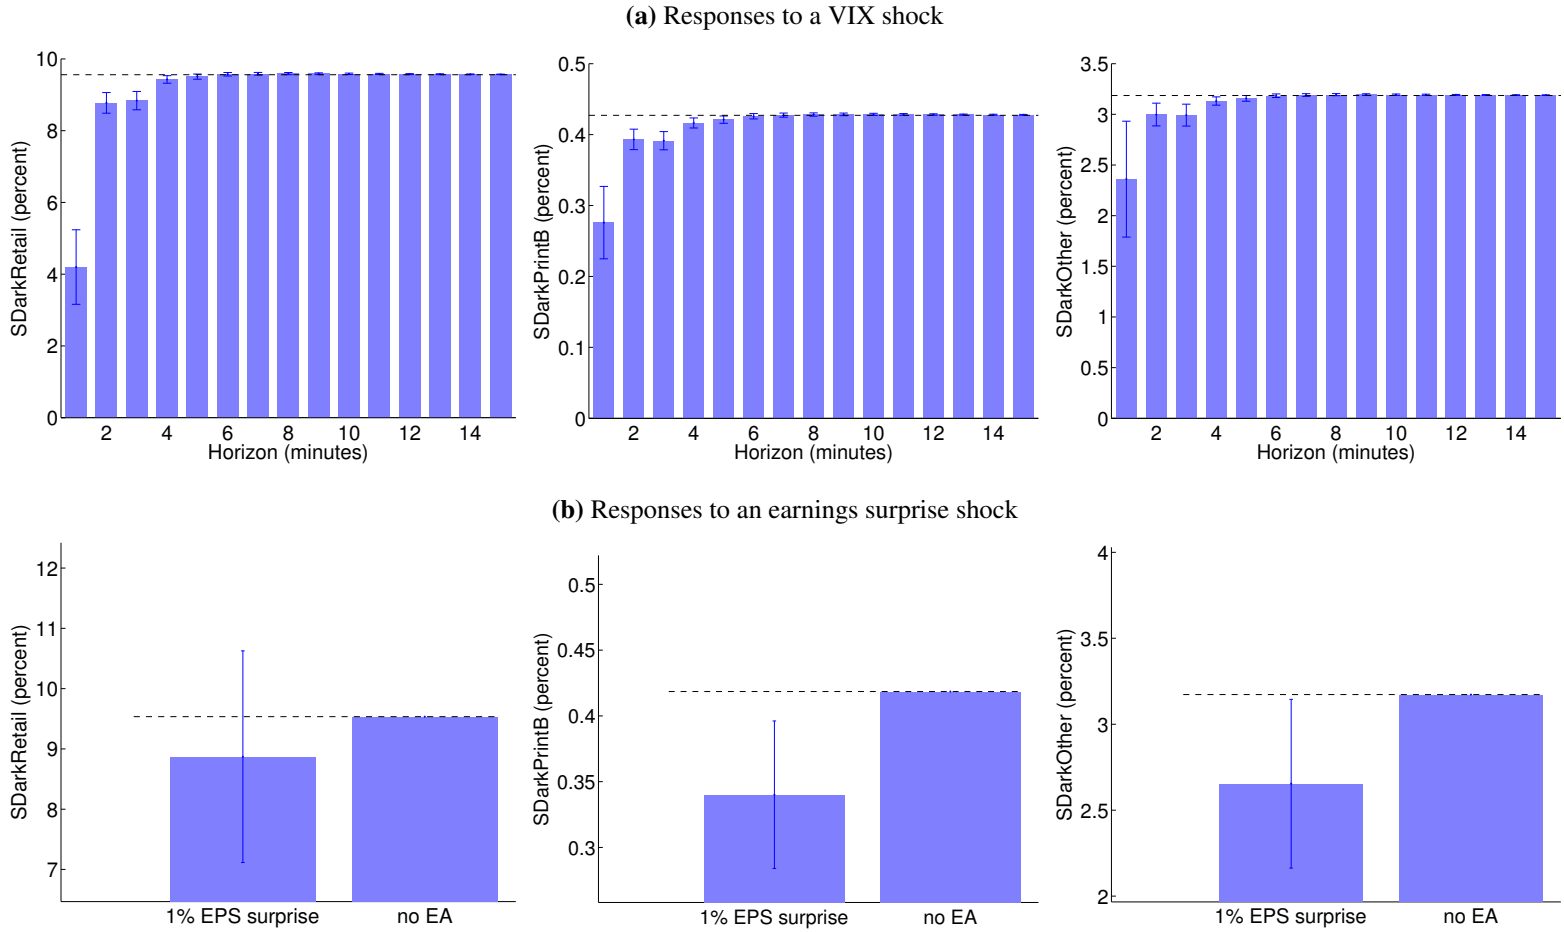 (a) Responses to a VIX shock
SDarkRetail (percent)
10
8
6
4
2
0
2 4 6 8 10 12 14
Horizon (minutes)
SDarkPrintB (percent)
0.5
0.4
0.3
0.2
0.1
0
2 4 6 8 10 12 14
Horizon (minutes)
SDarkOther (percent)
3.5
3
2.5
2
1.5
1
0.5
0
2 4 6 8 10 12 14
Horizon (minutes)
(b) Responses to an earnings surprise shock
SDarkRetail (percent)
12
11
10
9
8
7
1% EPS surprise no EA
SDarkPrintB (percent)
0.5
0.45
0.4
0.35
0.3
1% EPS surprise no EA
SDarkOther (percent)
4
3.5
3
2.5
2
1% EPS surprise no EA